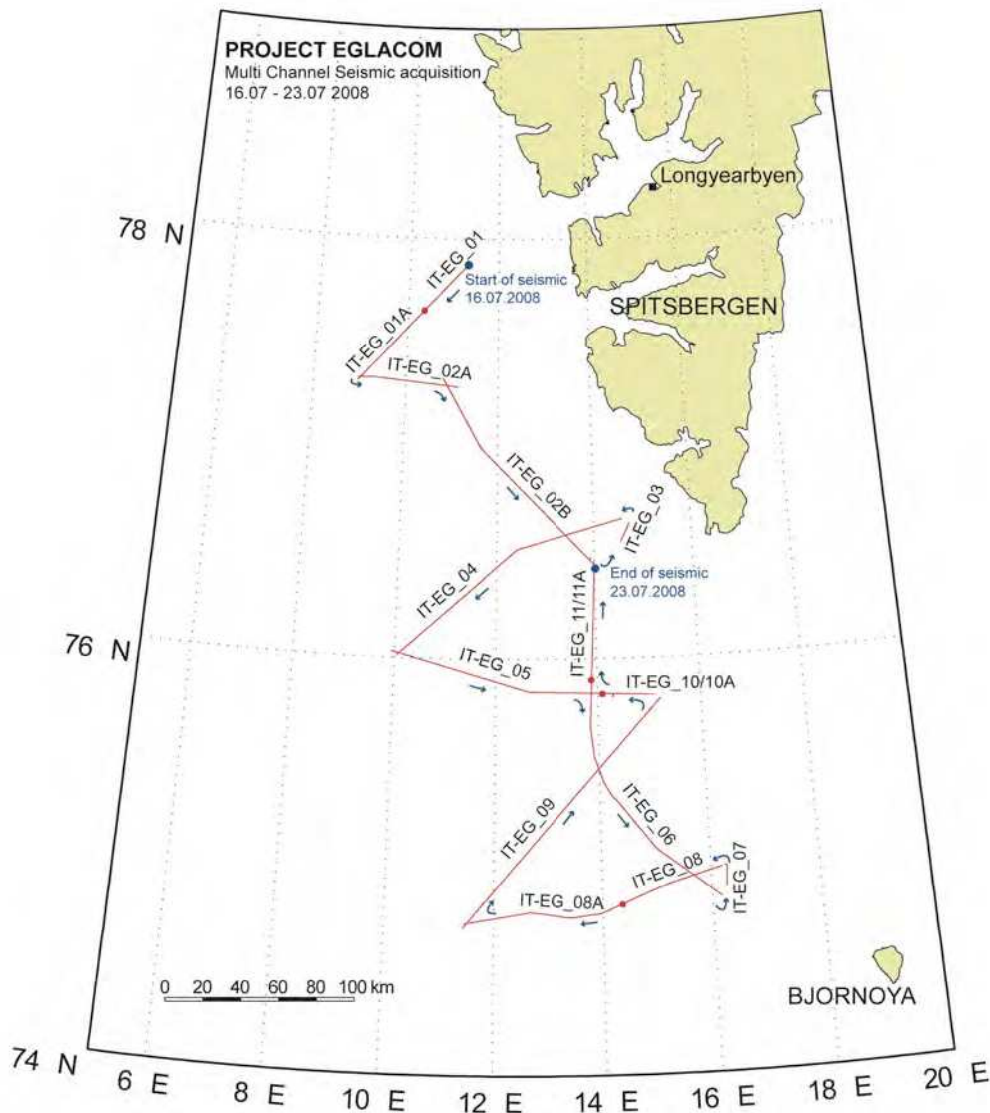 PROJECT EGLACOM
Multi Channel Seismic acquisition
16.07 - 23.07 2008
Longyearbyen
78 N
IT-EG_01
Start of seismic
16.07.2008
SPITSBERGEN
IT-EG_01A
IT-EG_02A
IT-EG_02B
IT-EG_03
IT-EG_04
End of seismic
23.07.2008
IT-EG_11/11A
76 N
IT-EG_05
IT-EG_10/10A
IT-EG_09
IT-EG_06
IT-EG_08
IT-EG_07
IT-EG_08A
0 20 40 60 80 100 km
BJORNOYA
74 N
6 E 8 E 10 E 12 E 14 E 16 E 18 E 20 E